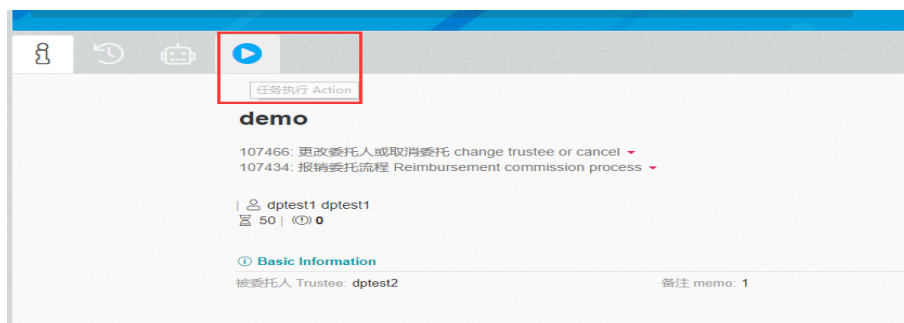 任务执行 Action
demo
107466: 更改委托人或取消委托 change trustee or cancel
107434: 报销委托流程 Reimbursement commission process
| dptest1 dptest1
50 | 0
Basic Information
被委托人 Trustee: dptest2 备注 memo: 1